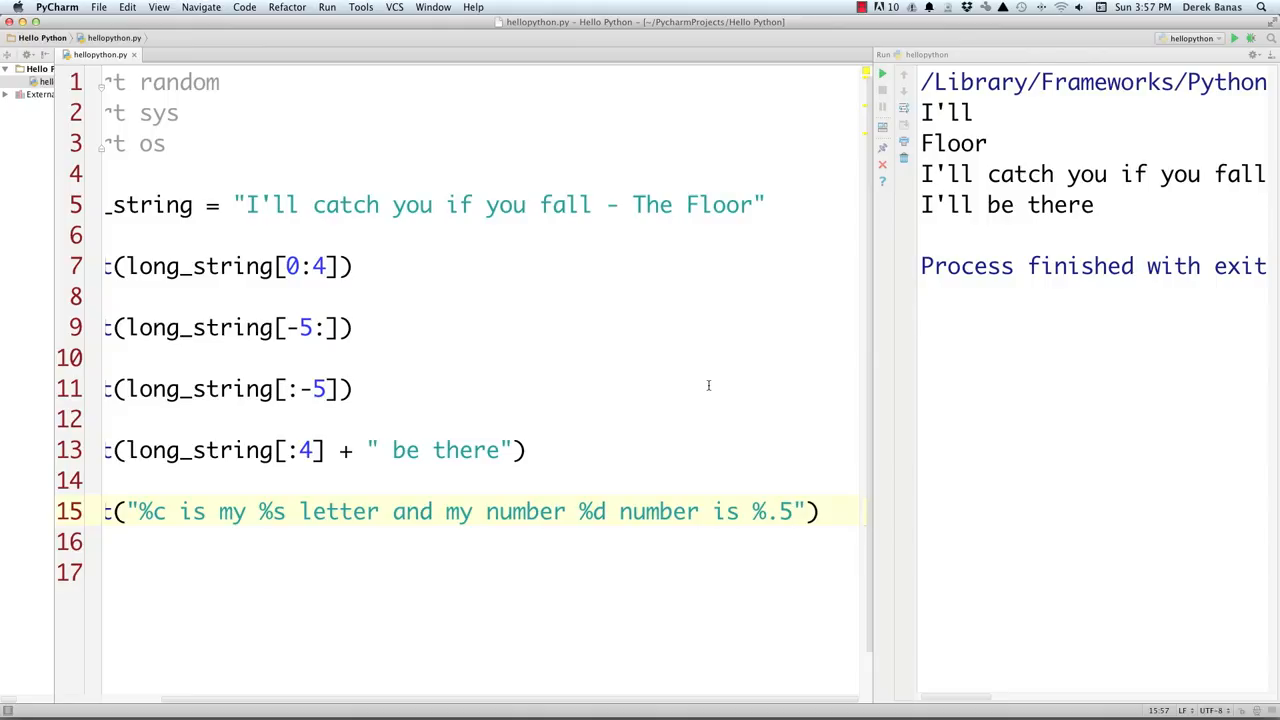 PyCharm File Edit View Navigate Code Refactor Run Tools VCS Window Help 10 Sun 3:57 PM Derek Banas
hellopython.py - Hello Python - [~/PycharmProjects/Hello Python]
Hello Python hellopython.py hellopython
hellopython.py Run hellopython
Hello F
hell
Externa
1 rt random
2 rt sys
3 rt os
4
5 _string = "I'll catch you if you fall - The Floor"
6
7 t(long_string[0:4])
8
9 t(long_string[-5:])
10
11 t(long_string[:-5])
12
13 t(long_string[:4] + " be there")
14
15 t("%c is my %s letter and my number %d number is %.5")
16
17
/Library/Frameworks/Python
I'll
Floor
I'll catch you if you fall
I'll be there
Process finished with exit
15:57 LF UTF-8